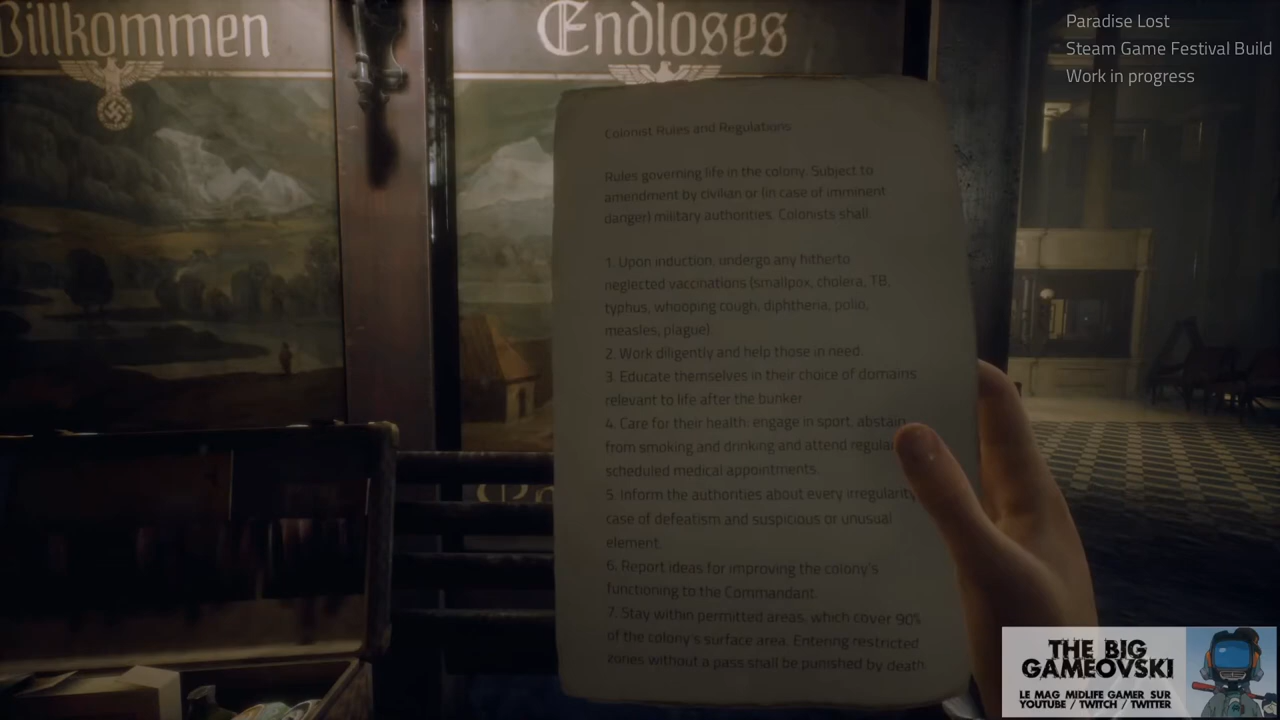 Willkommen
Endloses
Paradise Lost
Steam Game Festival Build
Work in progress
Colonist Rules and Regulations
Rules governing life in the colony. Subject to
amendment by civilian or (in case of imminent
danger) military authorities. Colonists shall:
1. Upon induction, undergo any hitherto
neglected vaccinations (smallpox, cholera, TB,
typhus, whooping cough, diphtheria, polio,
measles, plague).
2. Work diligently and help those in need.
3. Educate themselves in their choice of domains
relevant to life after the bunker.
4. Care for their health: engage in sport, abstain
from smoking and drinking and attend regular
scheduled medical appointments.
5. Inform the authorities about every irregularity
case of defeatism and suspicious or unusual
element.
6. Report ideas for improving the colony's
functioning to the Commandant.
7. Stay within permitted areas, which cover 90%
of the colony's surface area. Entering restricted
zones without a pass shall be punished by death.
THE BIG
GAMEOVSKI
LE MAG MIDLIFE GAMER SUR
YOUTUBE / TWITCH / TWITTER